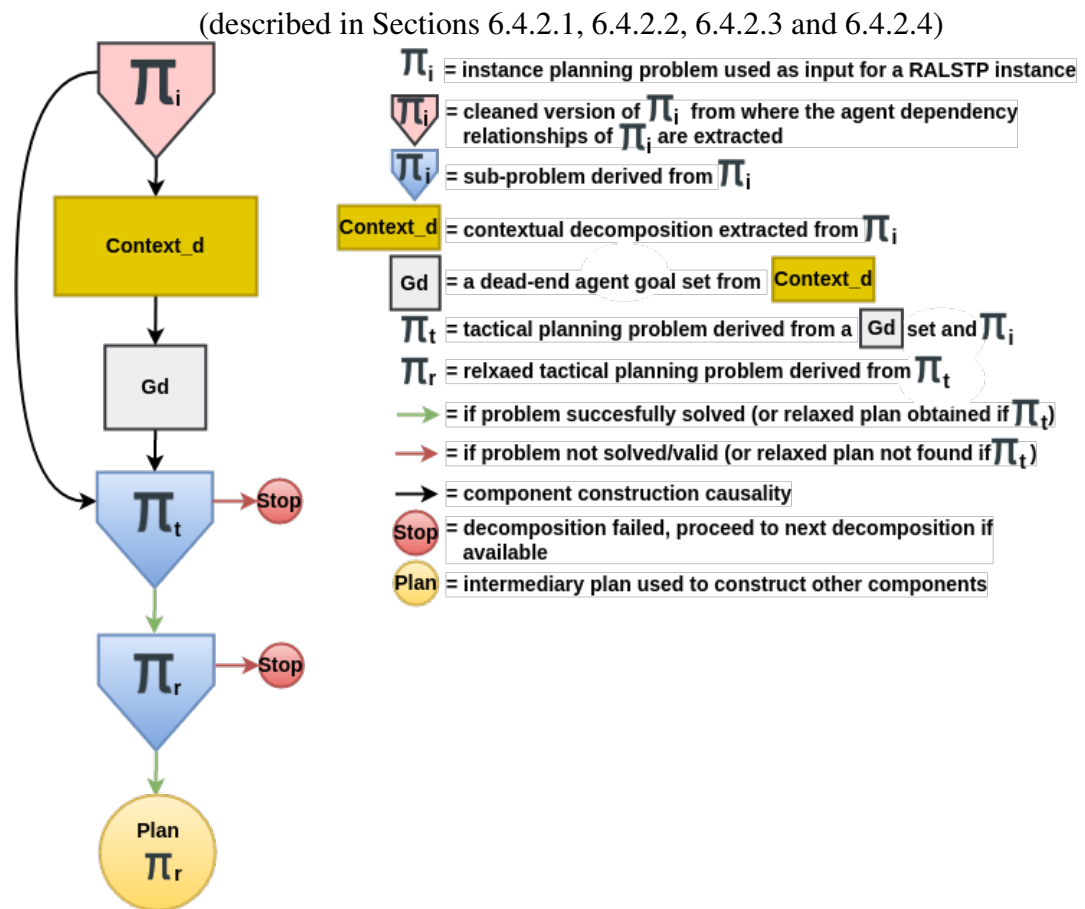 (described in Sections 6.4.2.1, 6.4.2.2, 6.4.2.3 and 6.4.2.4)
πi
Context_d
Gd
πt
Stop
πr
Stop
Plan
πr
πi = instance planning problem used as input for a RALSTP instance
πi = cleaned version of πi from where the agent dependency
relationships of πi are extracted
πi = sub-problem derived from πi
Context_d = contextual decomposition extracted from πi
Gd = a dead-end agent goal set from Context_d
πt = tactical planning problem derived from a Gd set and πi
πr = relxaed tactical planning problem derived from πt
= if problem succesfully solved (or relaxed plan obtained if πt)
= if problem not solved/valid (or relaxed plan not found if πt)
= component construction causality
Stop = decomposition failed, proceed to next decomposition if
available
Plan = intermediary plan used to construct other components